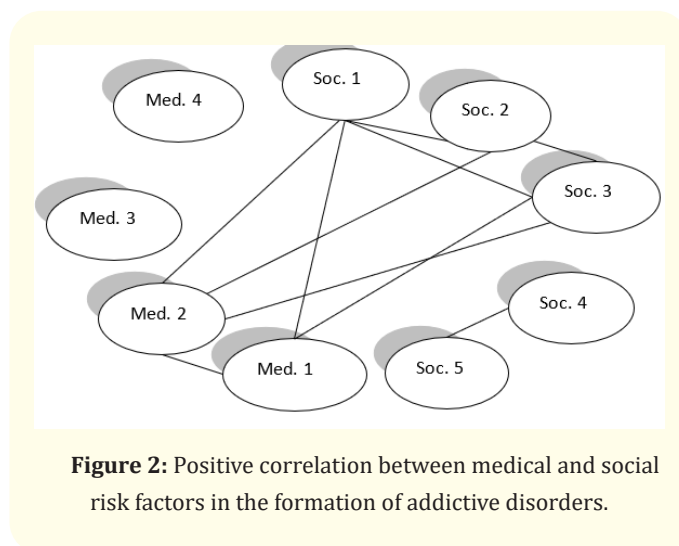 Soc. 1
Med. 4
Soc. 2
Soc. 3
Med. 3
Soc. 4
Med. 2
Med. 1
Soc. 5
Figure 2: Positive correlation between medical and social
risk factors in the formation of addictive disorders.